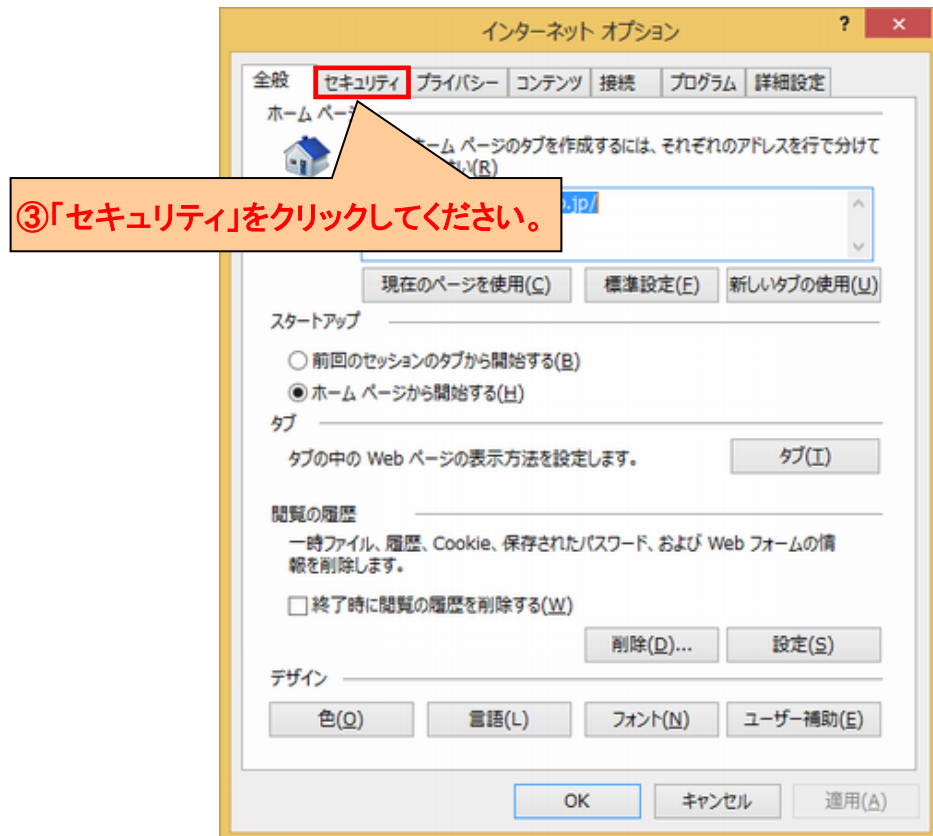 インターネット オプション
?
×
全般 セキュリティ プライバシー コンテンツ 接続 プログラム 詳細設定
ホーム ペー
ーム ページのタブを作成するには、それぞれのアドレスを行で分けて
い(R)
③「セキュリティ」をクリックしてください。
.jp/
現在のページを使用(C) 標準設定(F) 新しいタブの使用(U)
スタートアップ
前回のセッションのタブから開始する(B)
ホーム ページから開始する(H)
タブ
タブの中の Web ページの表示方法を設定します。 タブ(T)
閲覧の履歴
一時ファイル、履歴、Cookie、保存されたパスワード、および Web フォームの情
報を削除します。
終了時に閲覧の履歴を削除する(W)
削除(D)... 設定(S)
デザイン
色(O) 言語(L) フォント(N) ユーザー補助(E)
OK キャンセル 適用(A)